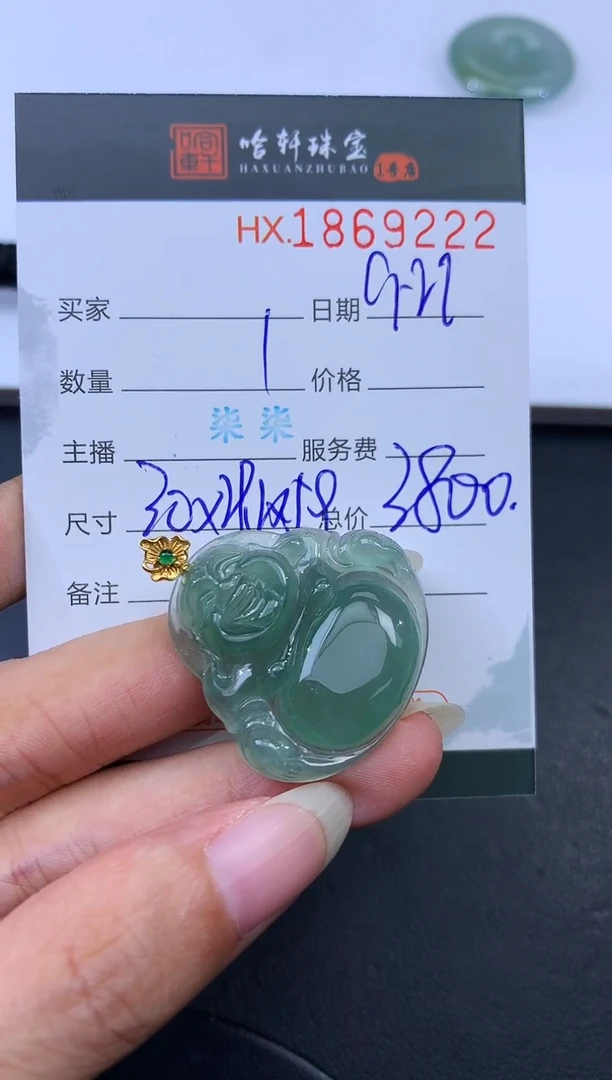 哈轩珠宝
HAXUANZHUBAO 1号店
HX.1869222
买家 日期 9-22
数量 1 价格
柒柒
主播 服务费
尺寸 总价 3800.
备注